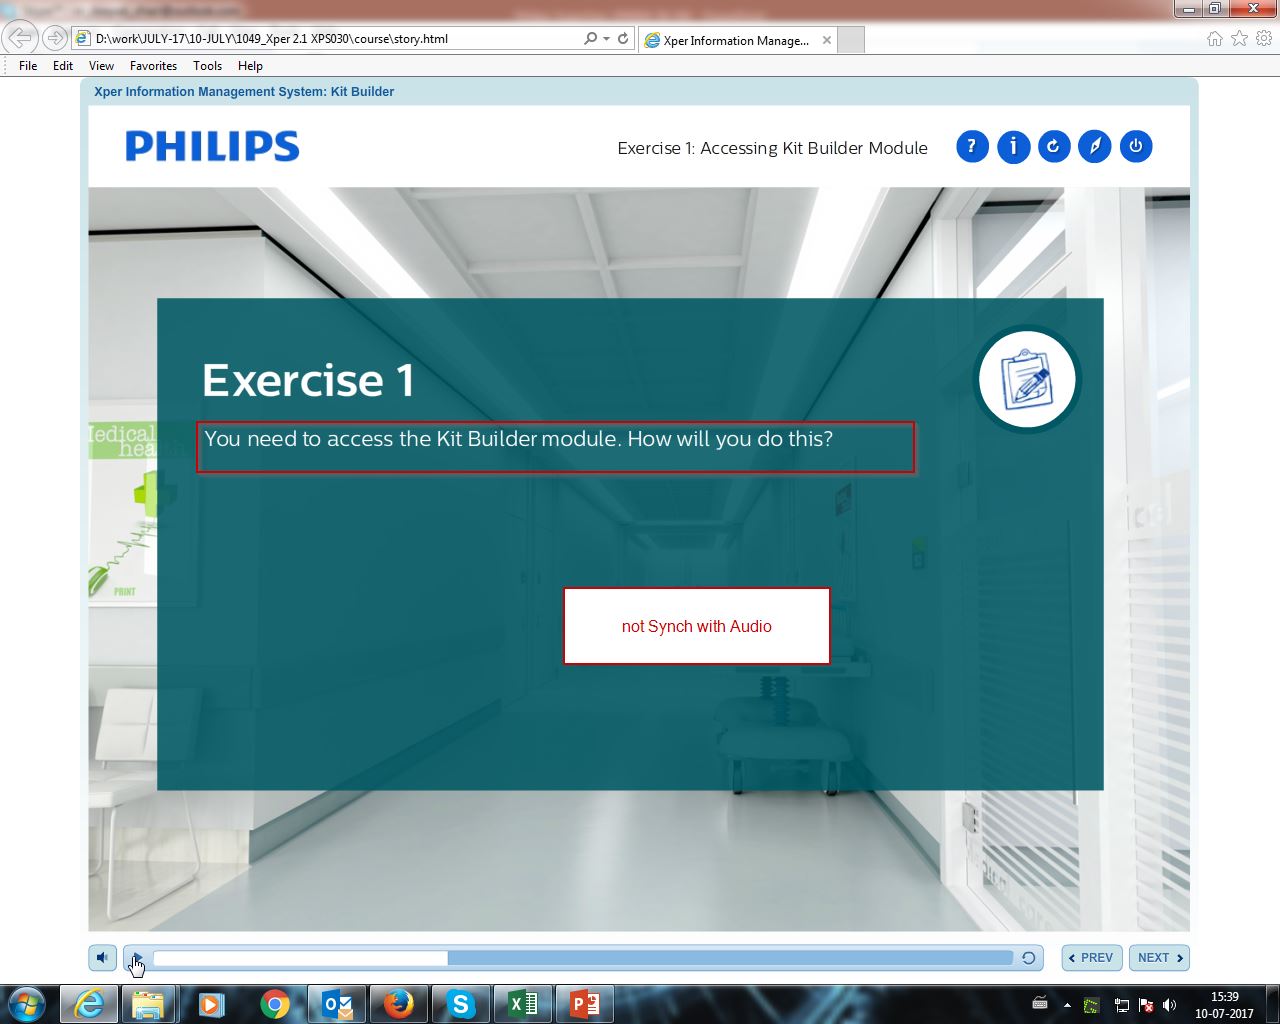 D:\work\JULY-17\10-JULY\1049_Xper 2.1 XPS030\course\story.html
Xper Information Manage...
File Edit View Favorites Tools Help
Xper Information Management System: Kit Builder
PHILIPS
Exercise 1: Accessing Kit Builder Module
? i
Exercise 1
You need to access the Kit Builder module. How will you do this?
ledical
hea
PRINT
not Synch with Audio
PREV
NEXT
15:39
10-07-2017